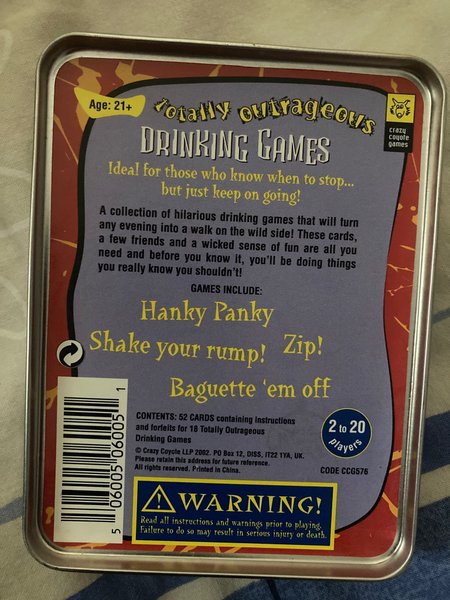 Age: 21+
totally outrageous
DRINKING GAMES
crazy
coyote
games
Ideal for those who know when to stop...
but just keep on going!
A collection of hilarious drinking games that will turn
any evening into a walk on the wild side! These cards,
a few friends and a wicked sense of fun are all you
need and before you know it, you'll be doing things
you really know you shouldn't!
GAMES INCLUDE:
Hanky Panky
Shake your rump! Zip!
Baguette 'em off
CONTENTS: 52 CARDS containing instructions
and forfeits for 18 Totally Outrageous
Drinking Games
© Crazy Coyote LLP 2002. PO Box 12, DISS, IT22 1YA, UK.
Please retain this address for future reference.
All rights reserved. Printed in China.
2 to 20
players
CODE CCG576
5 060051 060051
WARNING!
Read all instructions and warnings prior to playing.
Failure to do so may result in serious injury or death.